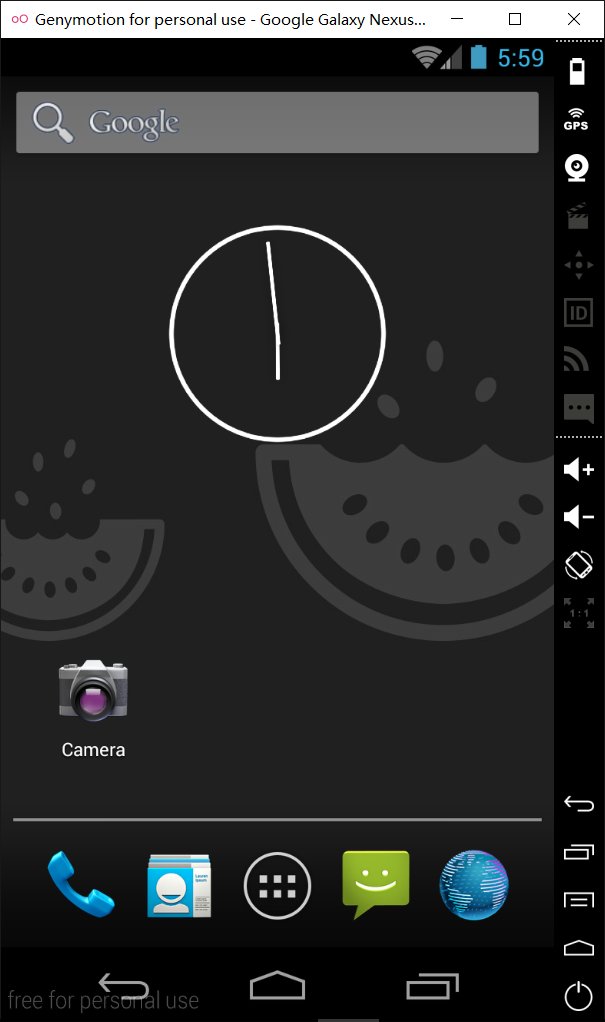 Genymotion for personal use - Google Galaxy Nexus...
5:59
Google
GPS
ID
1:1
Camera
free for personal use